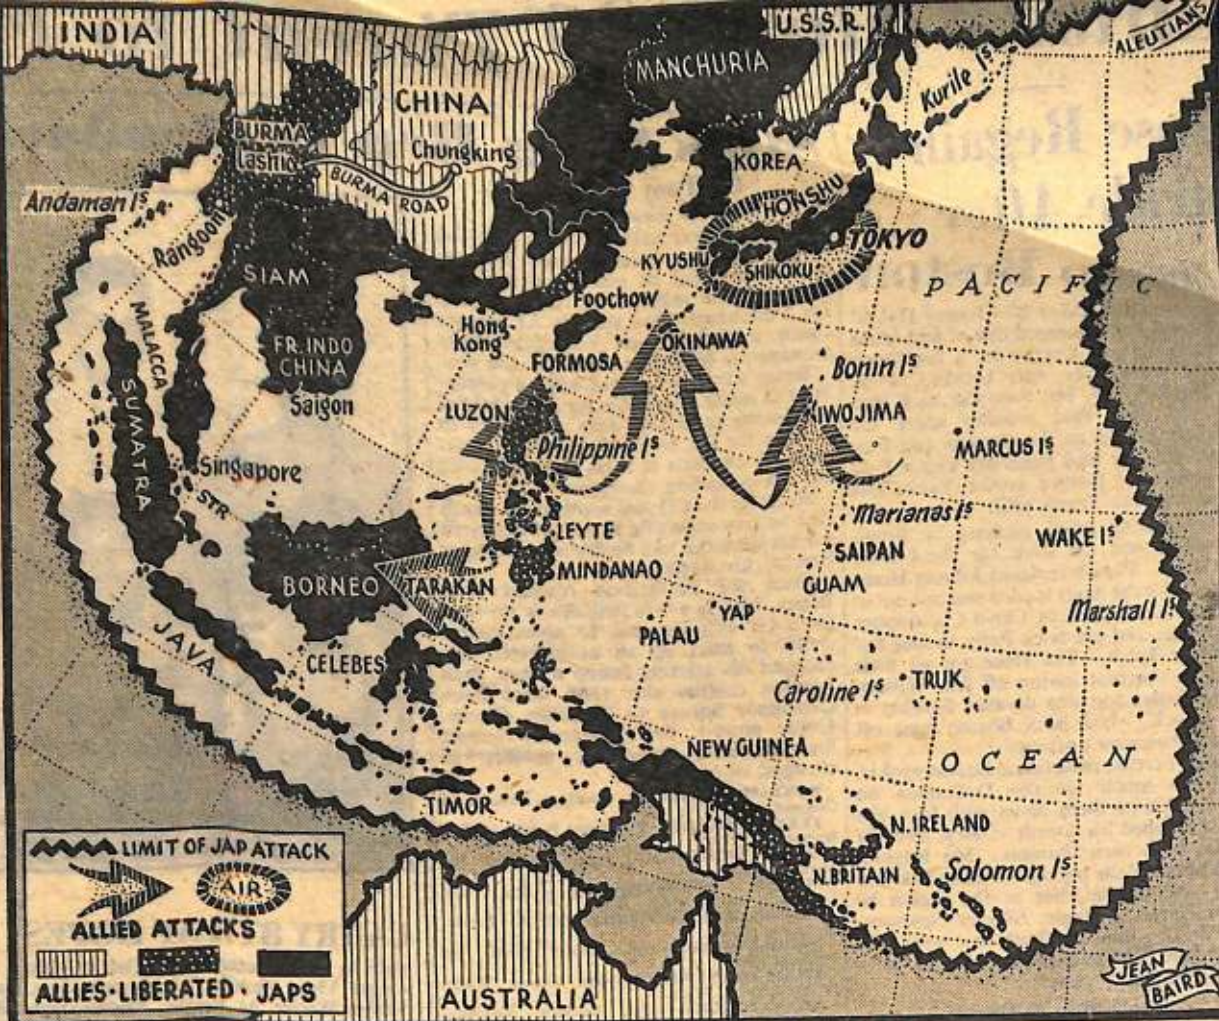 INDIA
U.S.S.R.
ALEUTIANS
MANCHURIA
Kurile Is
CHINA
BURMA
Lashio
Chungking
BURMA ROAD
KOREA
HONSHU
Andaman Is
Rangoon
TOKYO
KYUSHU
SHIKOKU
SIAM
PACIFIC
Foochow
MALACCA
Hong-
Kong
FR. INDO
CHINA
FORMOSA
OKINAWA
Bonin Is
Saigon
SUMATRA
LUZON
IWOJIMA
Philippine Is
MARCUS Is
Singapore
STR
Marianas Is
LEYTE
SAIPAN
WAKE Is
BORNEO
TARAKAN
MINDANAO
GUAM
YAP
Marshall Is
JAVA
PALAU
CELEBES
Caroline Is
TRUK
NEW GUINEA
OCEAN
TIMOR
N. IRELAND
N. BRITAIN
Solomon Is
LIMIT OF JAP ATTACK
AIR
ALLIED ATTACKS
ALLIES · LIBERATED · JAPS
AUSTRALIA
JEAN
BAIRD